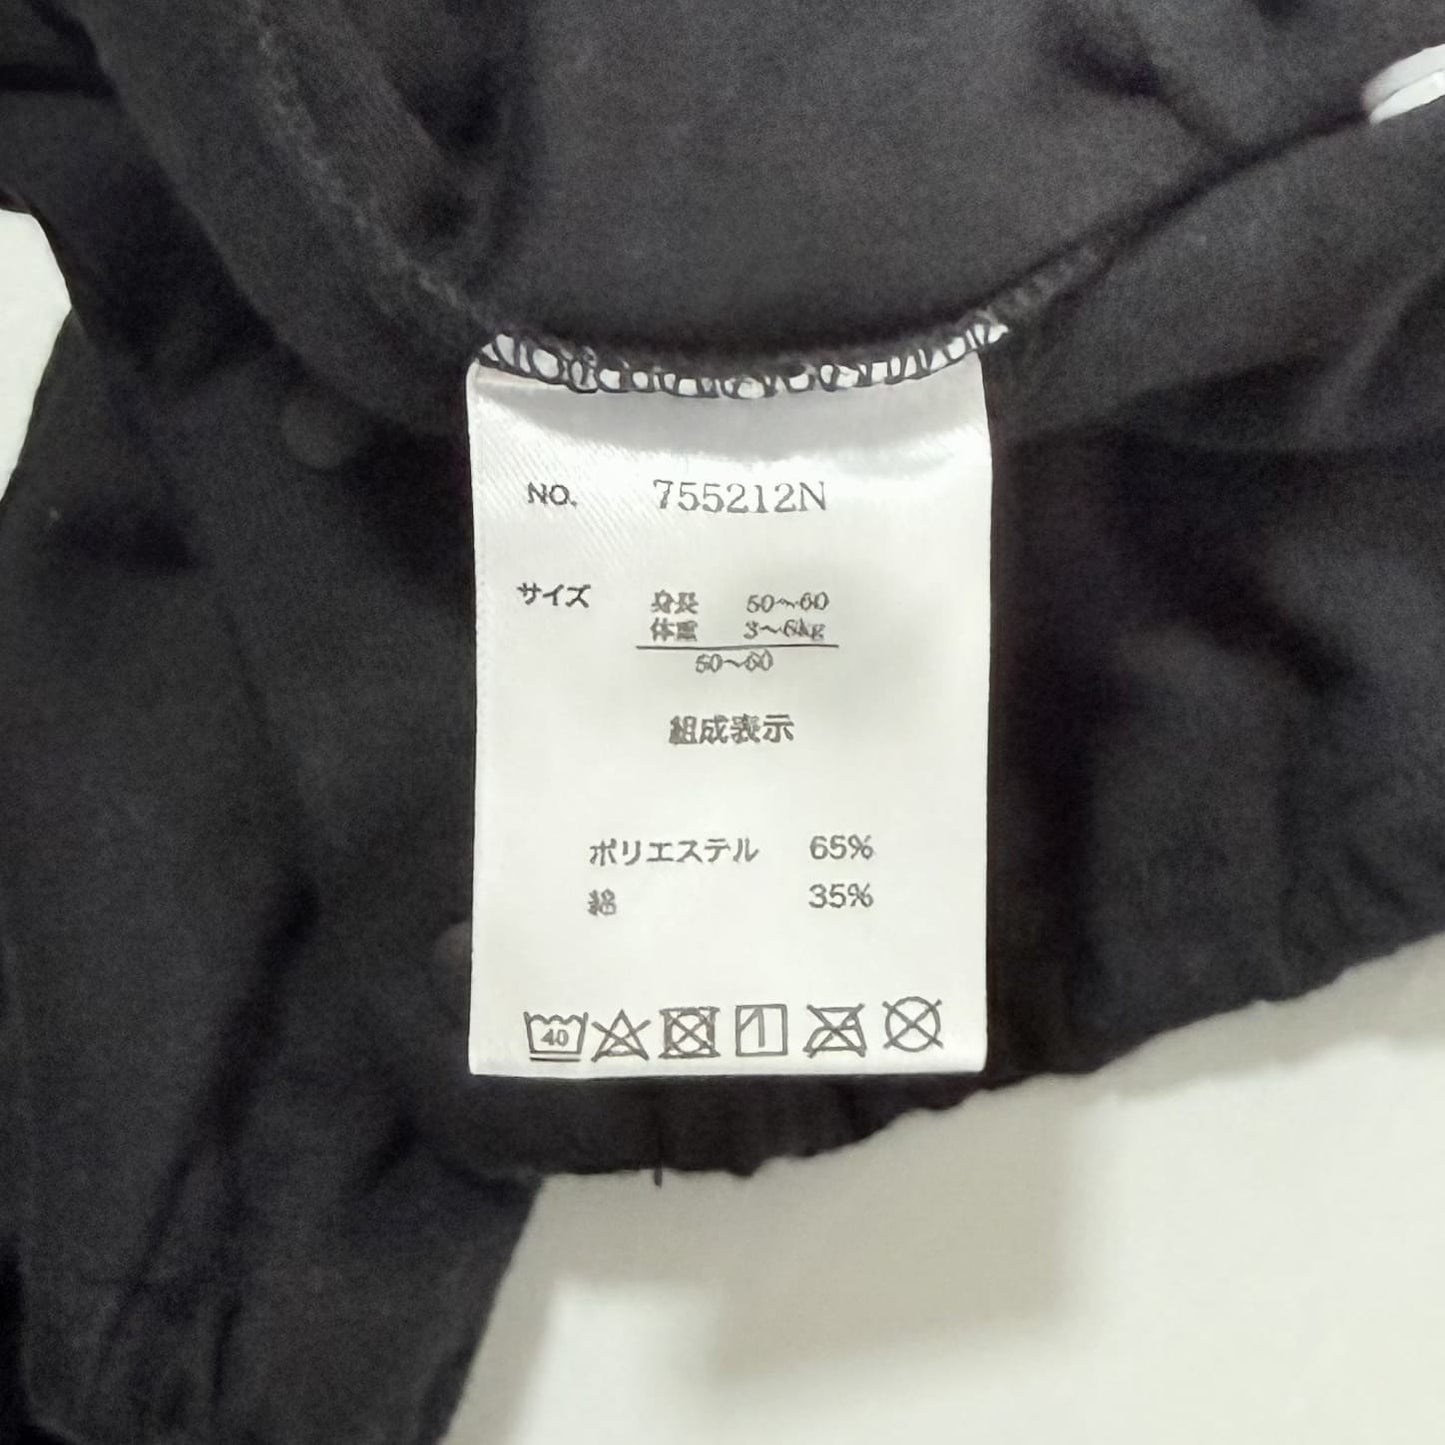 NO. 755212N
サイズ 身長 50～60
体重 3～6kg
50～60
組成表示
ポリエステル 65%
綿 35%
40